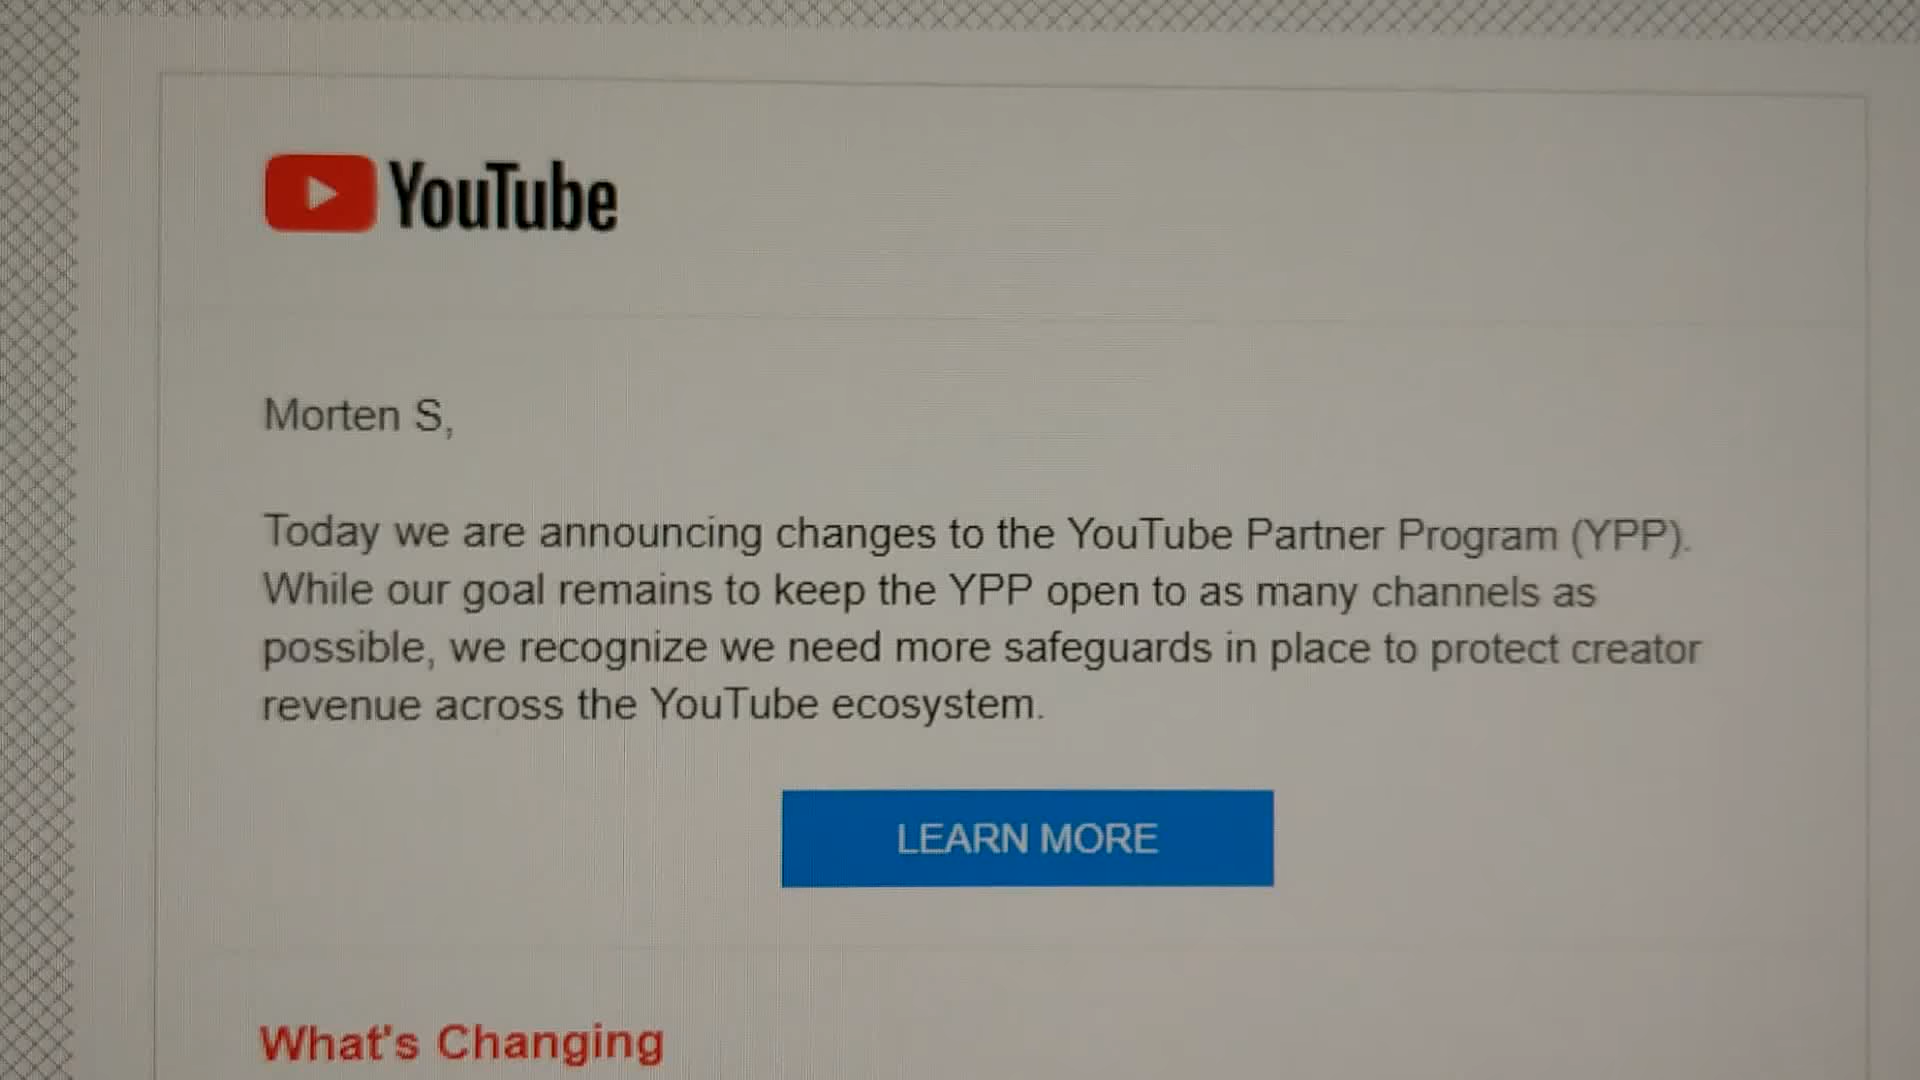 YouTube
Morten S,
Today we are announcing changes to the YouTube Partner Program (YPP).
While our goal remains to keep the YPP open to as many channels as
possible, we recognize we need more safeguards in place to protect creator
revenue across the YouTube ecosystem.
LEARN MORE
What's Changing